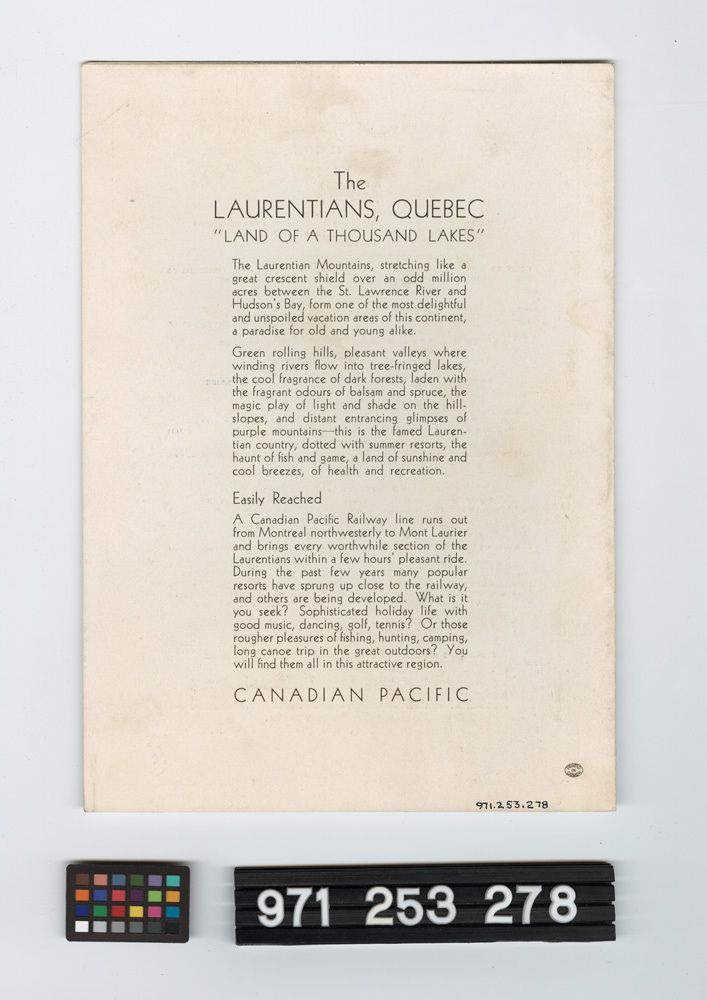 The
LAURENTIANS, QUEBEC
"LAND OF A THOUSAND LAKES"
The Laurentian Mountains, stretching like a
great crescent shield over an odd million
acres between the St. Lawrence River and
Hudson's Bay, form one of the most delightful
and unspoiled vacation areas of this continent,
a paradise for old and young alike.
Green rolling hills, pleasant valleys where
winding rivers flow into tree-fringed lakes,
the cool fragrance of dark forests, laden with
the fragrant odours of balsam and spruce, the
magic play of light and shade on the hill-
slopes, and distant entrancing glimpses of
purple mountains—this is the famed Lauren-
tian country, dotted with summer resorts, the
haunt of fish and game, a land of sunshine and
cool breezes, of health and recreation.
Easily Reached
A Canadian Pacific Railway line runs out
from Montreal northwesterly to Mont Laurier
and brings every worthwhile section of the
Laurentians within a few hours' pleasant ride.
During the past few years many popular
resorts have sprung up close to the railway,
and others are being developed. What is it
you seek? Sophisticated holiday life with
good music, dancing, golf, tennis? Or those
rougher pleasures of fishing, hunting, camping,
long canoe trip in the great outdoors? You
will find them all in this attractive region.
CANADIAN PACIFIC
971.253.278
971 253 278